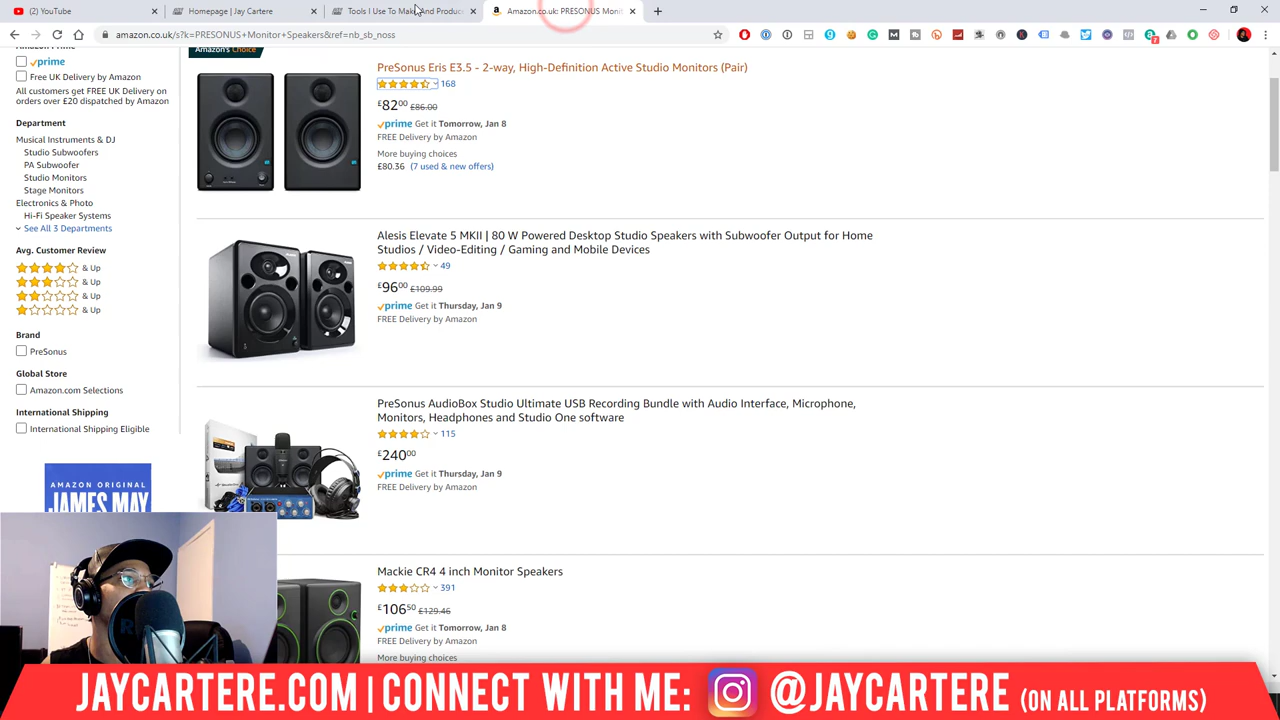 (2) YouTube
Homepage | Jay Cartere
Tools I Use To Make And Produce
Amazon.co.uk: PRESONUS Monit
amazon.co.uk/s?k=PRESONUS+Monitor+Speakers&ref=nb_sb_noss
prime
Free UK Delivery by Amazon
All customers get FREE UK Delivery on
orders over £20 dispatched by Amazon
Department
Musical Instruments & DJ
Studio Subwoofers
PA Subwoofer
Studio Monitors
Stage Monitors
Electronics & Photo
Hi-Fi Speaker Systems
See All 3 Departments
Avg. Customer Review
& Up
& Up
& Up
& Up
Brand
PreSonus
Global Store
Amazon.com Selections
International Shipping
International Shipping Eligible
AMAZON ORIGINAL
JAMES MAY
Amazon's Choice
PreSonus Eris E3.5 - 2-way, High-Definition Active Studio Monitors (Pair)
168
£8200 £86.00
prime Get it Tomorrow, Jan 8
FREE Delivery by Amazon
More buying choices
£80.36 (7 used & new offers)
Alesis Elevate 5 MKII | 80 W Powered Desktop Studio Speakers with Subwoofer Output for Home
Studios / Video-Editing / Gaming and Mobile Devices
49
£9600 £109.99
prime Get it Thursday, Jan 9
FREE Delivery by Amazon
PreSonus AudioBox Studio Ultimate USB Recording Bundle with Audio Interface, Microphone,
Monitors, Headphones and Studio One software
115
£24000
prime Get it Thursday, Jan 9
FREE Delivery by Amazon
Mackie CR4 4 inch Monitor Speakers
391
£10650 £129.46
prime Get it Tomorrow, Jan 8
FREE Delivery by Amazon
More buying choices
JAYCARTERE.COM | CONNECT WITH ME: @JAYCARTERE (ON ALL PLATFORMS)